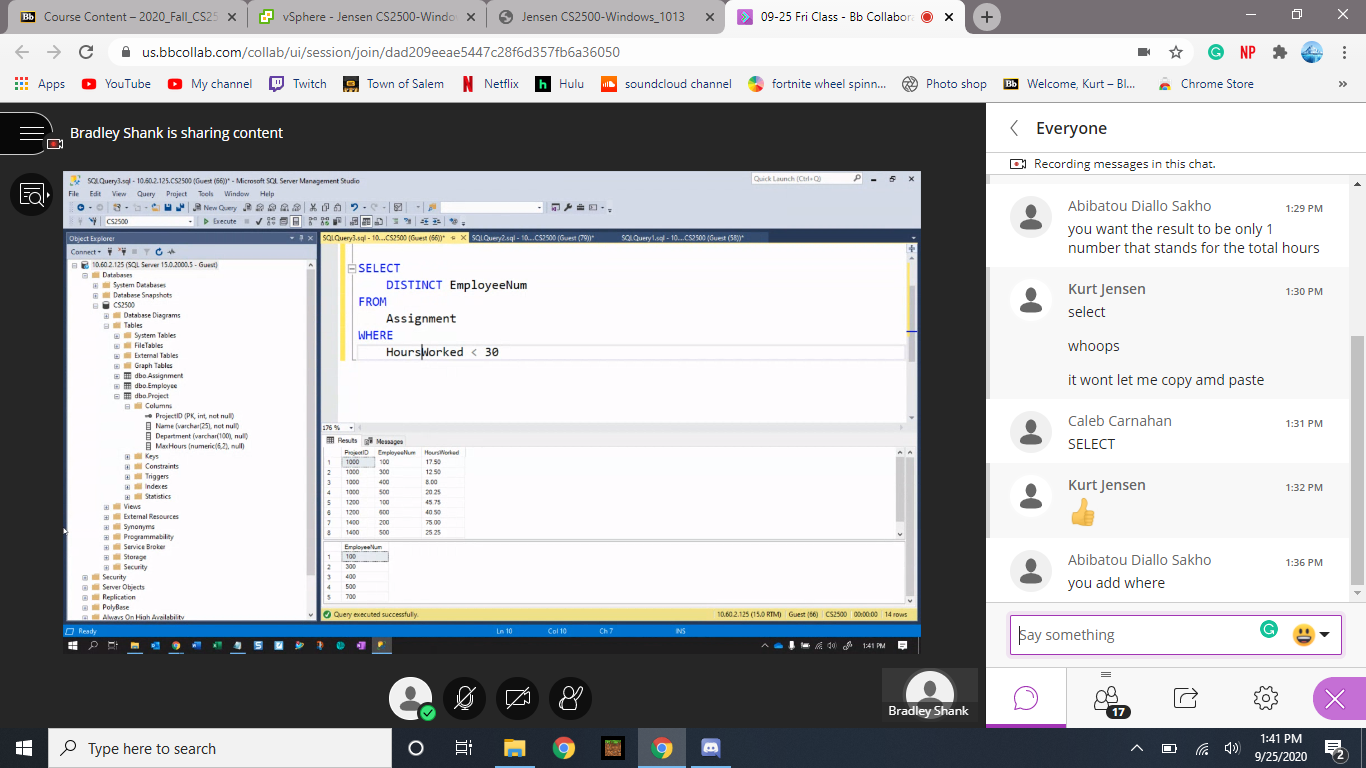 Course Content – 2020_Fall_CS25
vSphere - Jensen CS2500-Windo
Jensen CS2500-Windows_1013
09-25 Fri Class - Bb Collabora
us.bbcollab.com/collab/ui/session/join/dad209eeae5447c28f6d357fb6a36050
NP
Apps
YouTube
My channel
Twitch
Town of Salem
Netflix
Hulu
soundcloud channel
fortnite wheel spinn...
Photo shop
Welcome, Kurt – Bl...
Chrome Store
Bradley Shank is sharing content
SQLQuery3.sql - 10.60.2.125.CS2500 (Guest (66))* - Microsoft SQL Server Management Studio
Quick Launch (Ctrl+Q)
File Edit View Query Project Tools Window Help
New Query
CS2500
Execute
Object Explorer
Connect
10.60.2.125 (SQL Server 15.0.2000.5 - Guest)
Databases
System Databases
Database Snapshots
CS2500
Database Diagrams
Tables
System Tables
FileTables
External Tables
Graph Tables
dbo.Assignment
dbo.Employee
dbo.Project
Columns
ProjectID (PK, int, not null)
Name (varchar(25), not null)
Department (varchar(100), null)
MaxHours (numeric(6,2), null)
Keys
Constraints
Triggers
Indexes
Statistics
Views
External Resources
Synonyms
Programmability
Service Broker
Storage
Security
Security
Server Objects
Replication
PolyBase
Always On High Availability
SQLQuery3.sql - 10....CS2500 (Guest (66))*
SQLQuery2.sql - 10....CS2500 (Guest (79))*
SQLQuery1.sql - 10....CS2500 (Guest (58))*
SELECT
DISTINCT EmployeeNum
FROM
Assignment
WHERE
HoursWorked < 30
176 %
Results Messages
ProjectID EmployeeNum HoursWorked
1 1000 100 17.50
2 1000 300 12.50
3 1000 400 8.00
4 1000 500 20.25
5 1200 100 45.75
6 1200 600 40.50
7 1400 200 75.00
8 1400 500 25.25
EmployeeNum
1 100
2 300
3 400
4 500
5 700
Query executed successfully.
10.60.2.125 (15.0 RTM) Guest (66) CS2500 00:00:00 14 rows
Ready
Ln 10 Col 10 Ch 7 INS
1:41 PM
Bradley Shank
Everyone
Recording messages in this chat.
Abibatou Diallo Sakho 1:29 PM
you want the result to be only 1
number that stands for the total hours
Kurt Jensen 1:30 PM
select
whoops
it wont let me copy amd paste
Caleb Carnahan 1:31 PM
SELECT
Kurt Jensen 1:32 PM
Abibatou Diallo Sakho 1:36 PM
you add where
Say something
17
Type here to search
1:41 PM
9/25/2020
2